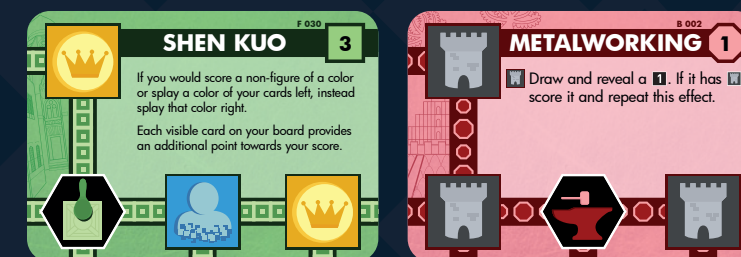 F 030
SHEN KUO
3
If you would score a non-figure of a color
or splay a color of your cards left, instead
splay that color right.
Each visible card on your board provides
an additional point towards your score.
B 002
METALWORKING
1
Draw and reveal a 1. If it has
score it and repeat this effect.